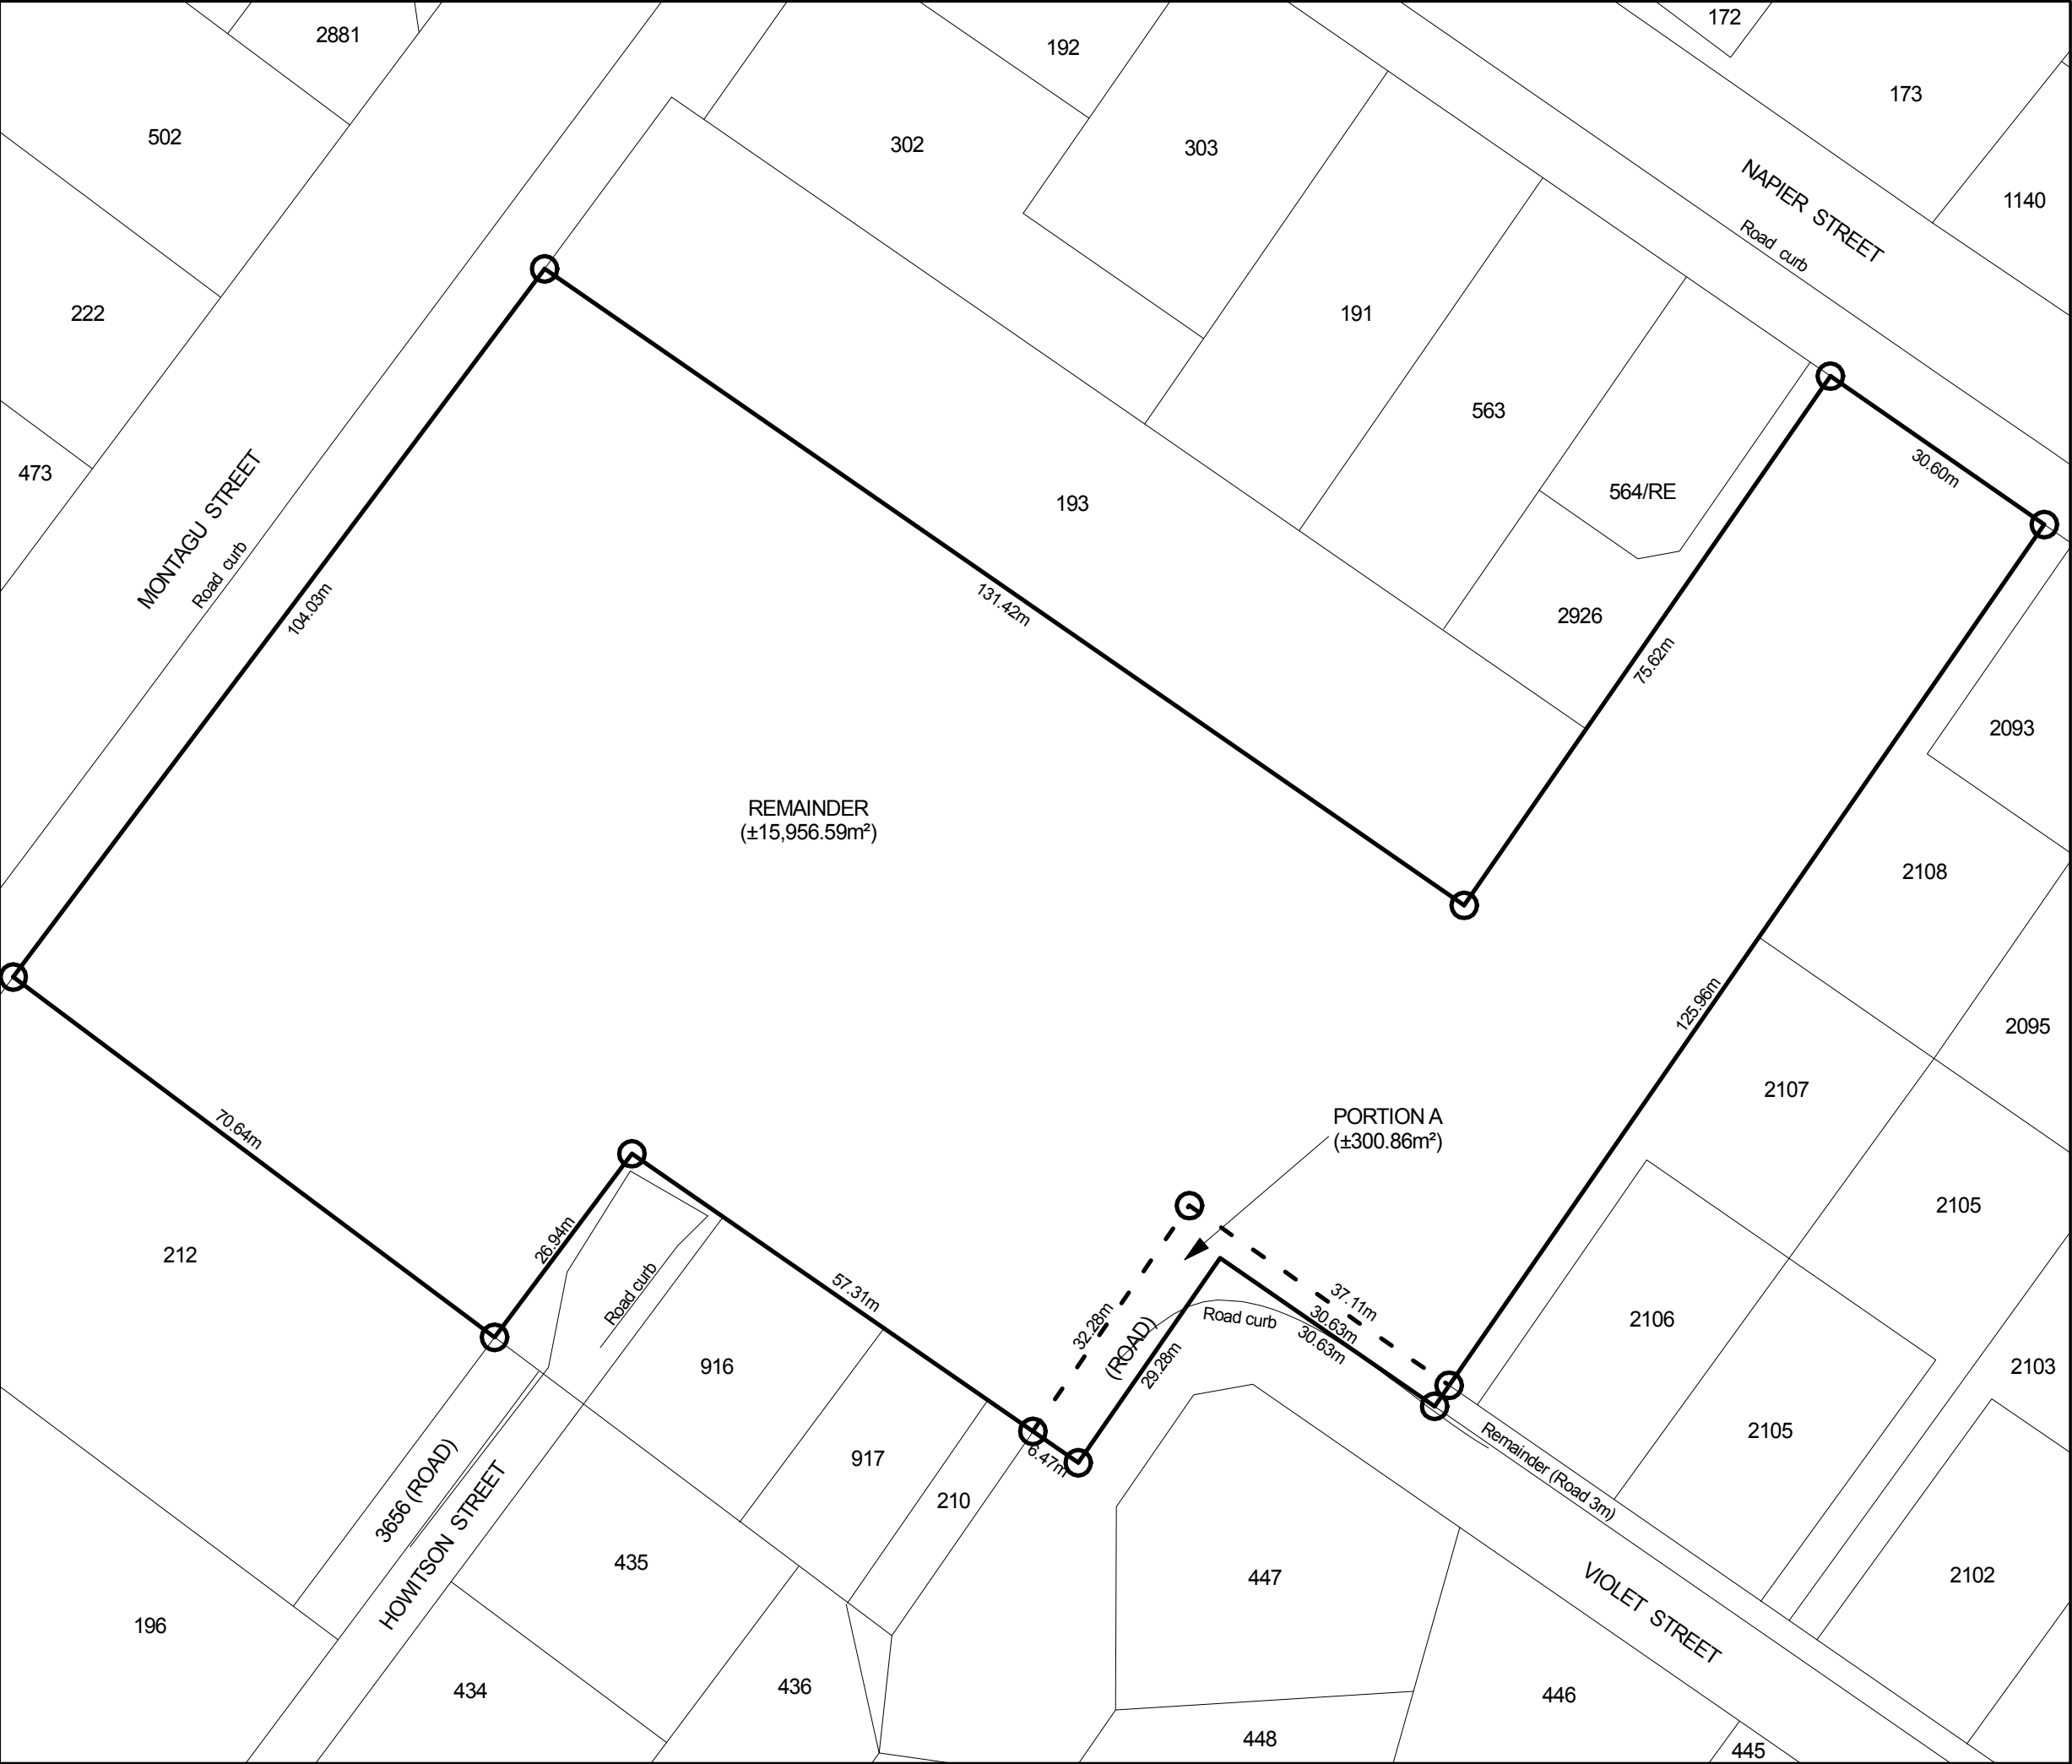 172
2881
192
173
502
302
303
NAPIER STREET
1140
Road curb
222
191
563
473
30.60m
564/RE
193
MONTAGU STREET
Road curb
104.03m
131.42m
2926
75.62m
2093
REMAINDER
(±15,956.59m²)
2108
125.96m
2095
2107
PORTION A
(±300.86m²)
70.64m
2105
212
26.94m
Road curb
57.31m
37.11m
32.28m
(ROAD)
Road curb
30.63m
30.63m
2106
29.28m
916
2103
2105
917
6.47m
Remainder (Road 3m)
210
3656 (ROAD)
HOWITSON STREET
435
447
2102
VIOLET STREET
196
434
436
446
448
445